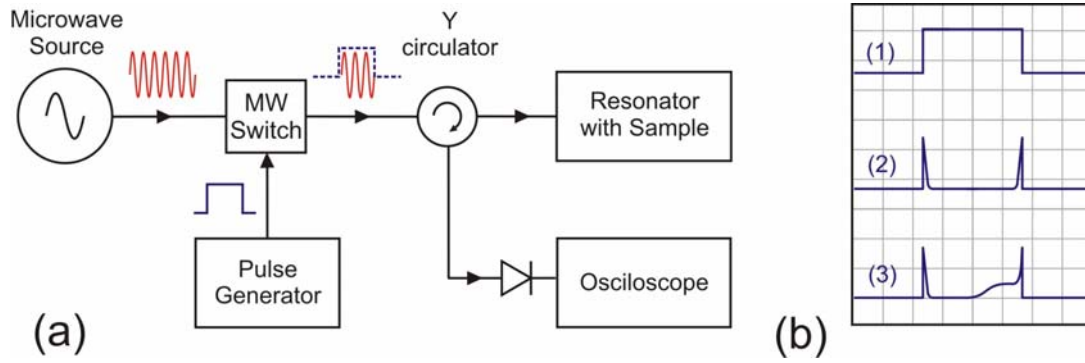 Microwave
Source
MW
Switch
Y
circulator
Resonator
with Sample
Pulse
Generator
Osciloscope
(a)
(1)
(2)
(3)
(b)